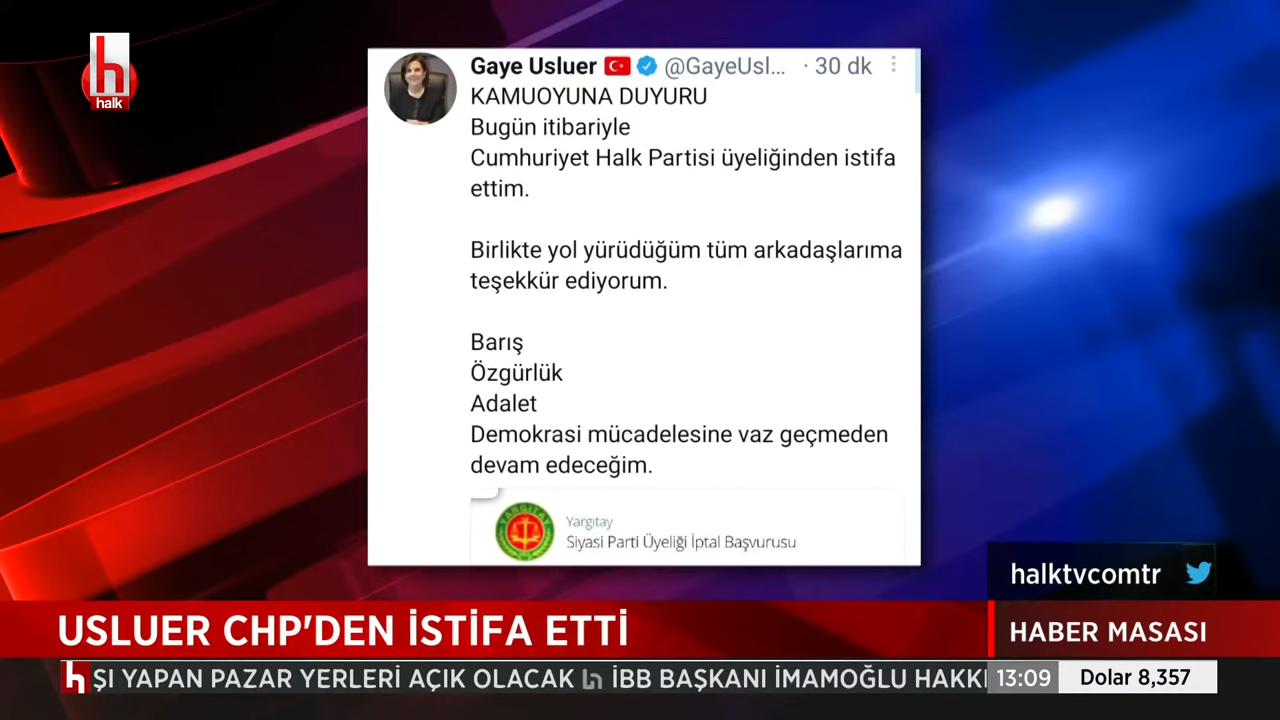 h
halk
Gaye Usluer @GayeUsl... · 30 dk
KAMUOYUNA DUYURU
Bugün itibariyle
Cumhuriyet Halk Partisi üyeliğinden istifa
ettim.
Birlikte yol yürüdüğüm tüm arkadaşlarıma
teşekkür ediyorum.
Barış
Özgürlük
Adalet
Demokrasi mücadelesine vaz geçmeden
devam edeceğim.
YARGITAY
Yargıtay
Siyasi Parti Üyeliği İptal Başvurusu
halktvcomtr
USLUER CHP'DEN İSTİFA ETTİ
HABER MASASI
h ŞI YAPAN PAZAR YERLERİ AÇIK OLACAK h İBB BAŞKANI İMAMOĞLU HAKKI 13:09 Dolar 8,357